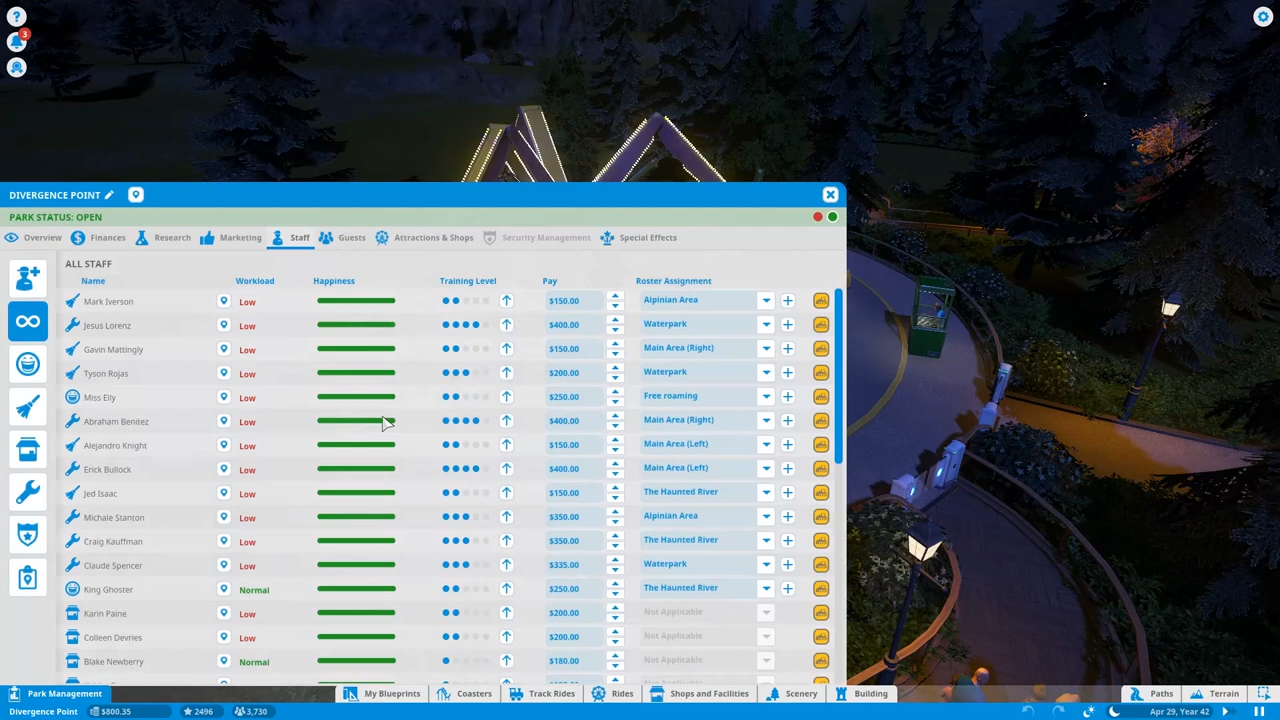 3
DIVERGENCE POINT
PARK STATUS: OPEN
Overview Finances Research Marketing Staff Guests Attractions & Shops Security Management Special Effects
ALL STAFF
Name Workload Happiness Training Level Pay Roster Assignment
Mark Iverson Low $150.00 Alpinian Area
Jesus Lorenz Low $400.00 Waterpark
Gavin Mattingly Low $150.00 Main Area (Right)
Tyson Rojas Low $200.00 Waterpark
Miss Elly Low $250.00 Free roaming
Abraham Benitez Low $400.00 Main Area (Right)
Alejandro Knight Low $150.00 Main Area (Left)
Erick Bullock Low $400.00 Main Area (Left)
Jed Isaac Low $150.00 The Haunted River
Michale Stanton Low $350.00 Alpinian Area
Craig Kauffman Low $350.00 The Haunted River
Claude Spencer Low $335.00 Waterpark
King Ghoster Normal $250.00 The Haunted River
Karin Paine Low $200.00 Not Applicable
Colleen Devries Low $200.00 Not Applicable
Blake Newberry Normal $180.00 Not Applicable
Park Management My Blueprints Coasters Track Rides Rides Shops and Facilities Scenery Building Paths Terrain
Divergence Point $800.35 2496 3,730 Apr 29, Year 42